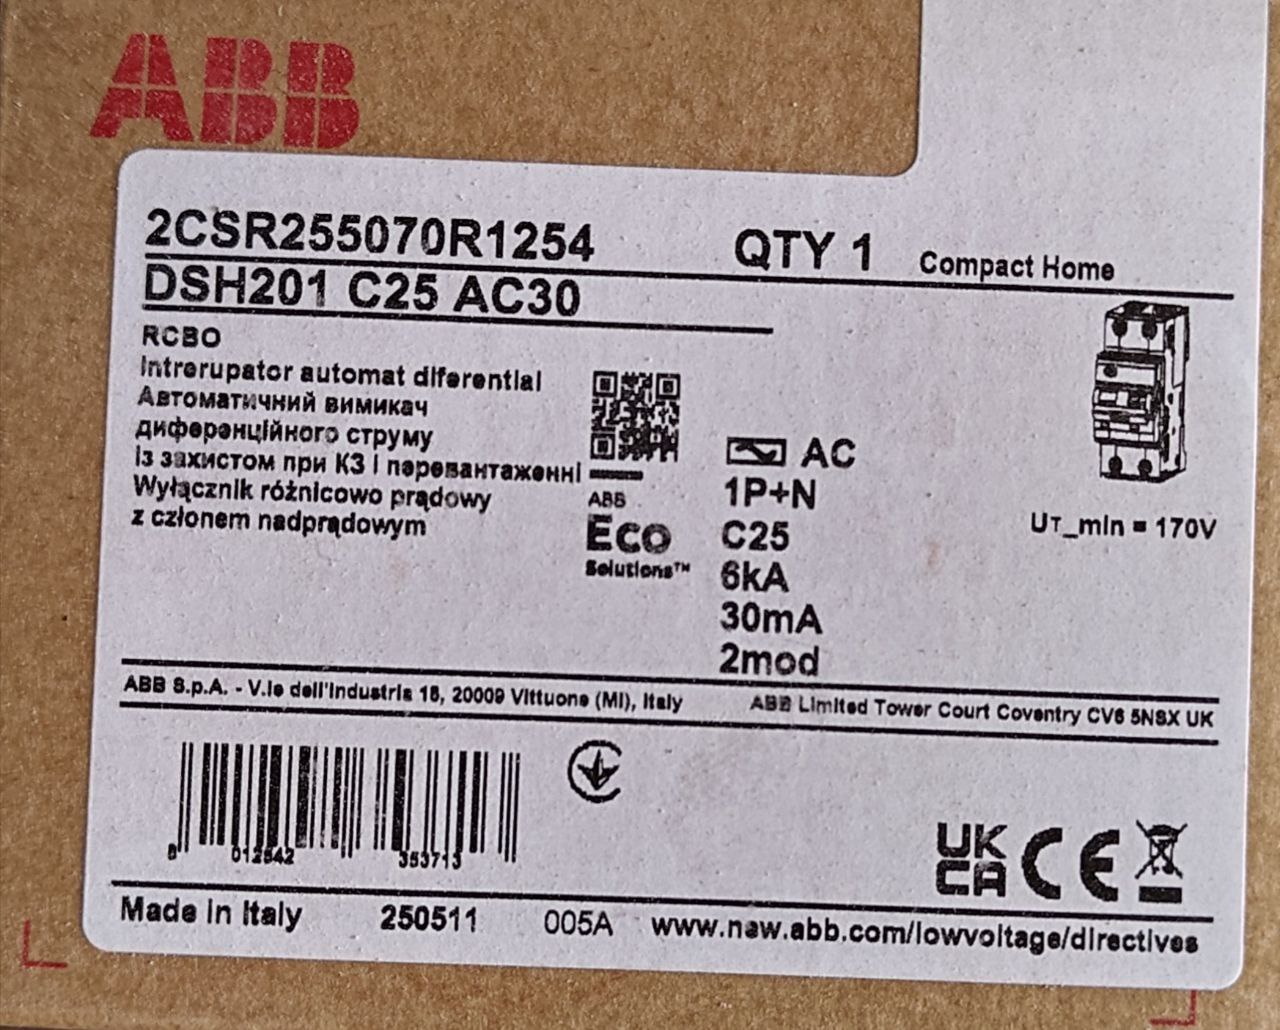 ABB
2CSR255070R1254 QTY 1 Compact Home
DSH201 C25 AC30
RCBO
Intrerupator automat diferential
Автоматичний вимикач
диференційного струму
із захистом при КЗ і перевантаженні
Wyłącznik różnicowo prądowy
z członem nadprądowym
ABB
Eco
Solutions™
AC
1P+N
C25
6kA
30mA
2mod
UT_min = 170V
ABB S.p.A. - V.le dell'Industria 18, 20009 Vittuone (MI), Italy ABB Limited Tower Court Coventry CV6 5NSX UK
8 012542 353713
UK
CA CE
Made in Italy 250511 005A www.naw.abb.com/lowvoltage/directives